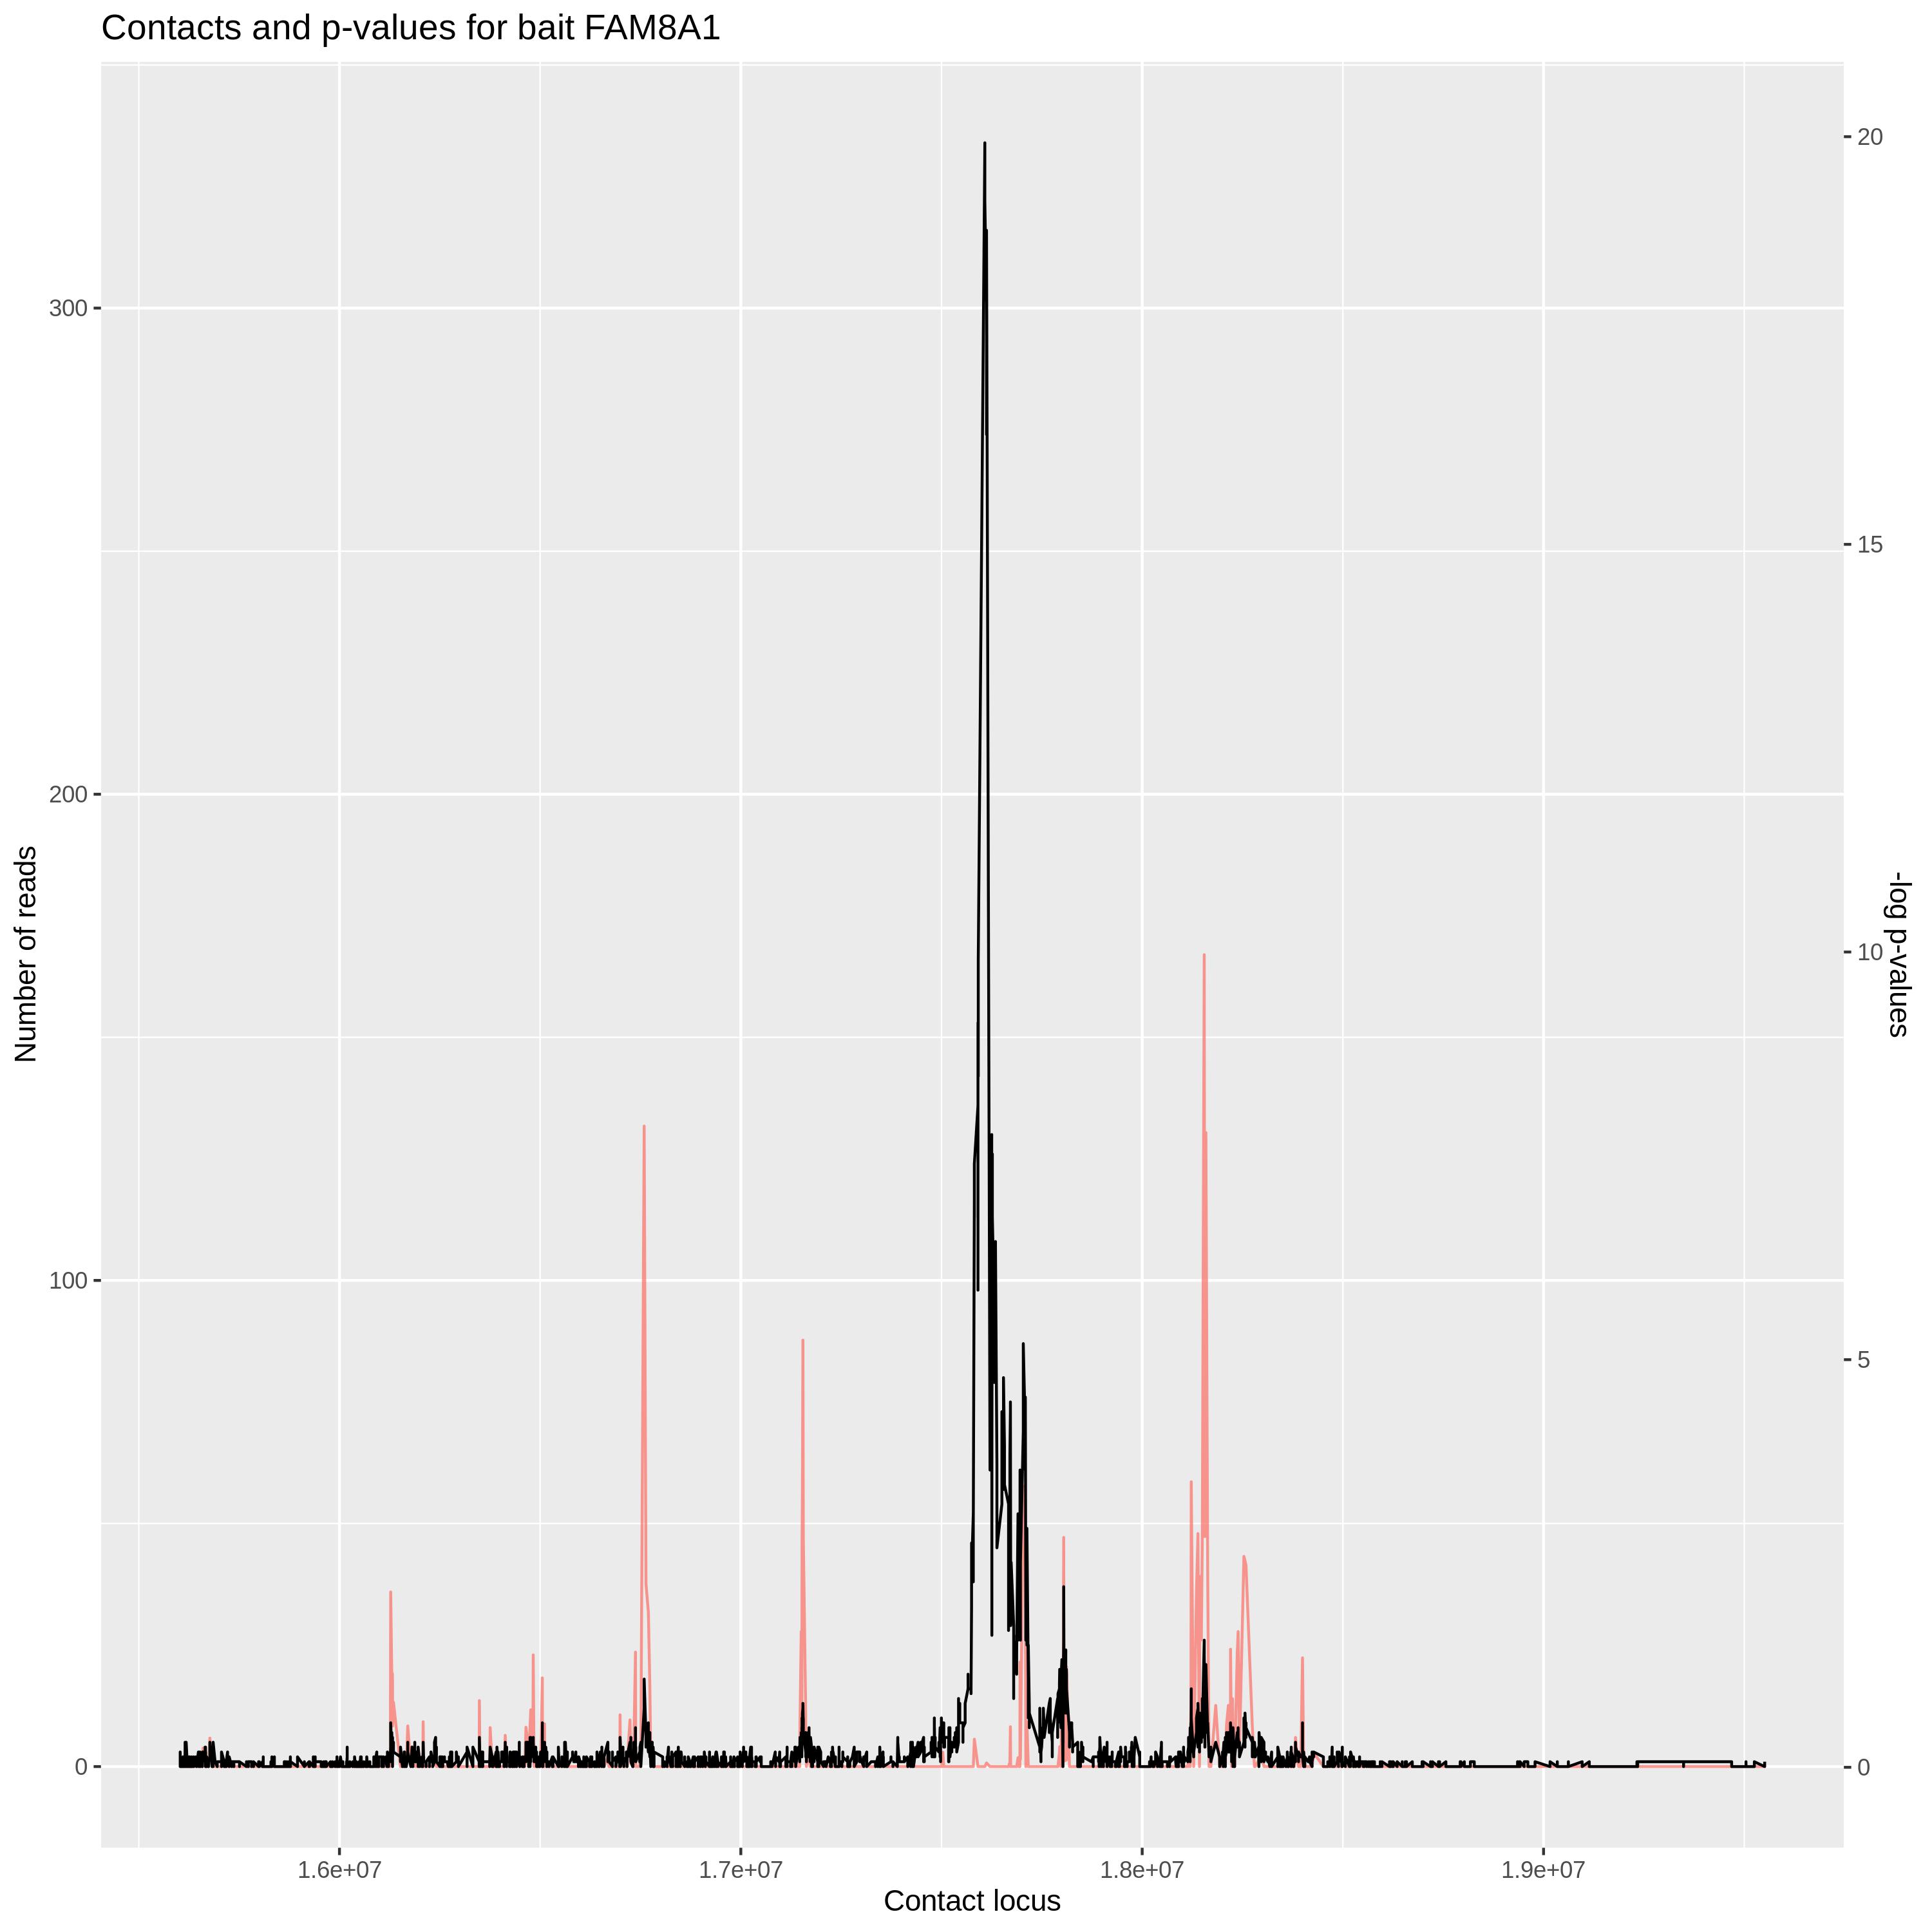 Contacts and p-values for bait FAM8A1
Number of reads
300
200
100
0
20
15
10
5
0
-log p-values
1.6e+07
1.7e+07
1.8e+07
1.9e+07
Contact locus